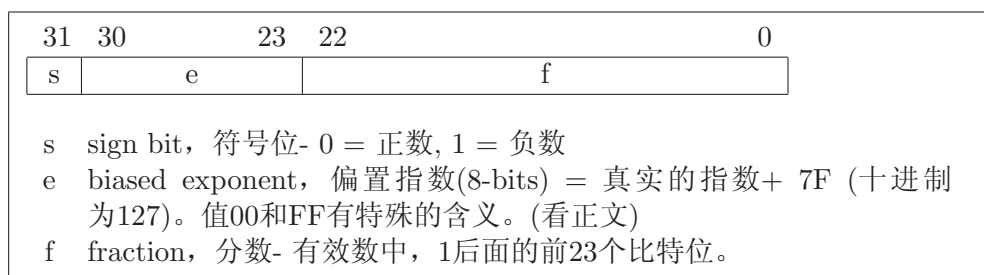 31 30 23 22 0
s e f
s sign bit，符号位- 0 = 正数, 1 = 负数
e biased exponent，偏置指数(8-bits) = 真实的指数+ 7F (十进制
为127)。值00和FF有特殊的含义。(看正文)
f fraction，分数- 有效数中，1后面的前23个比特位。